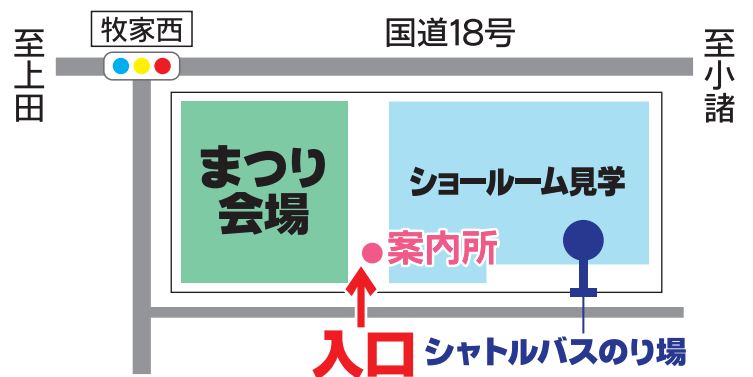 牧家西
国道18号
至上田
至小諸
まつり
会場
ショールーム見学
案内所
入口
シャトルバスのり場